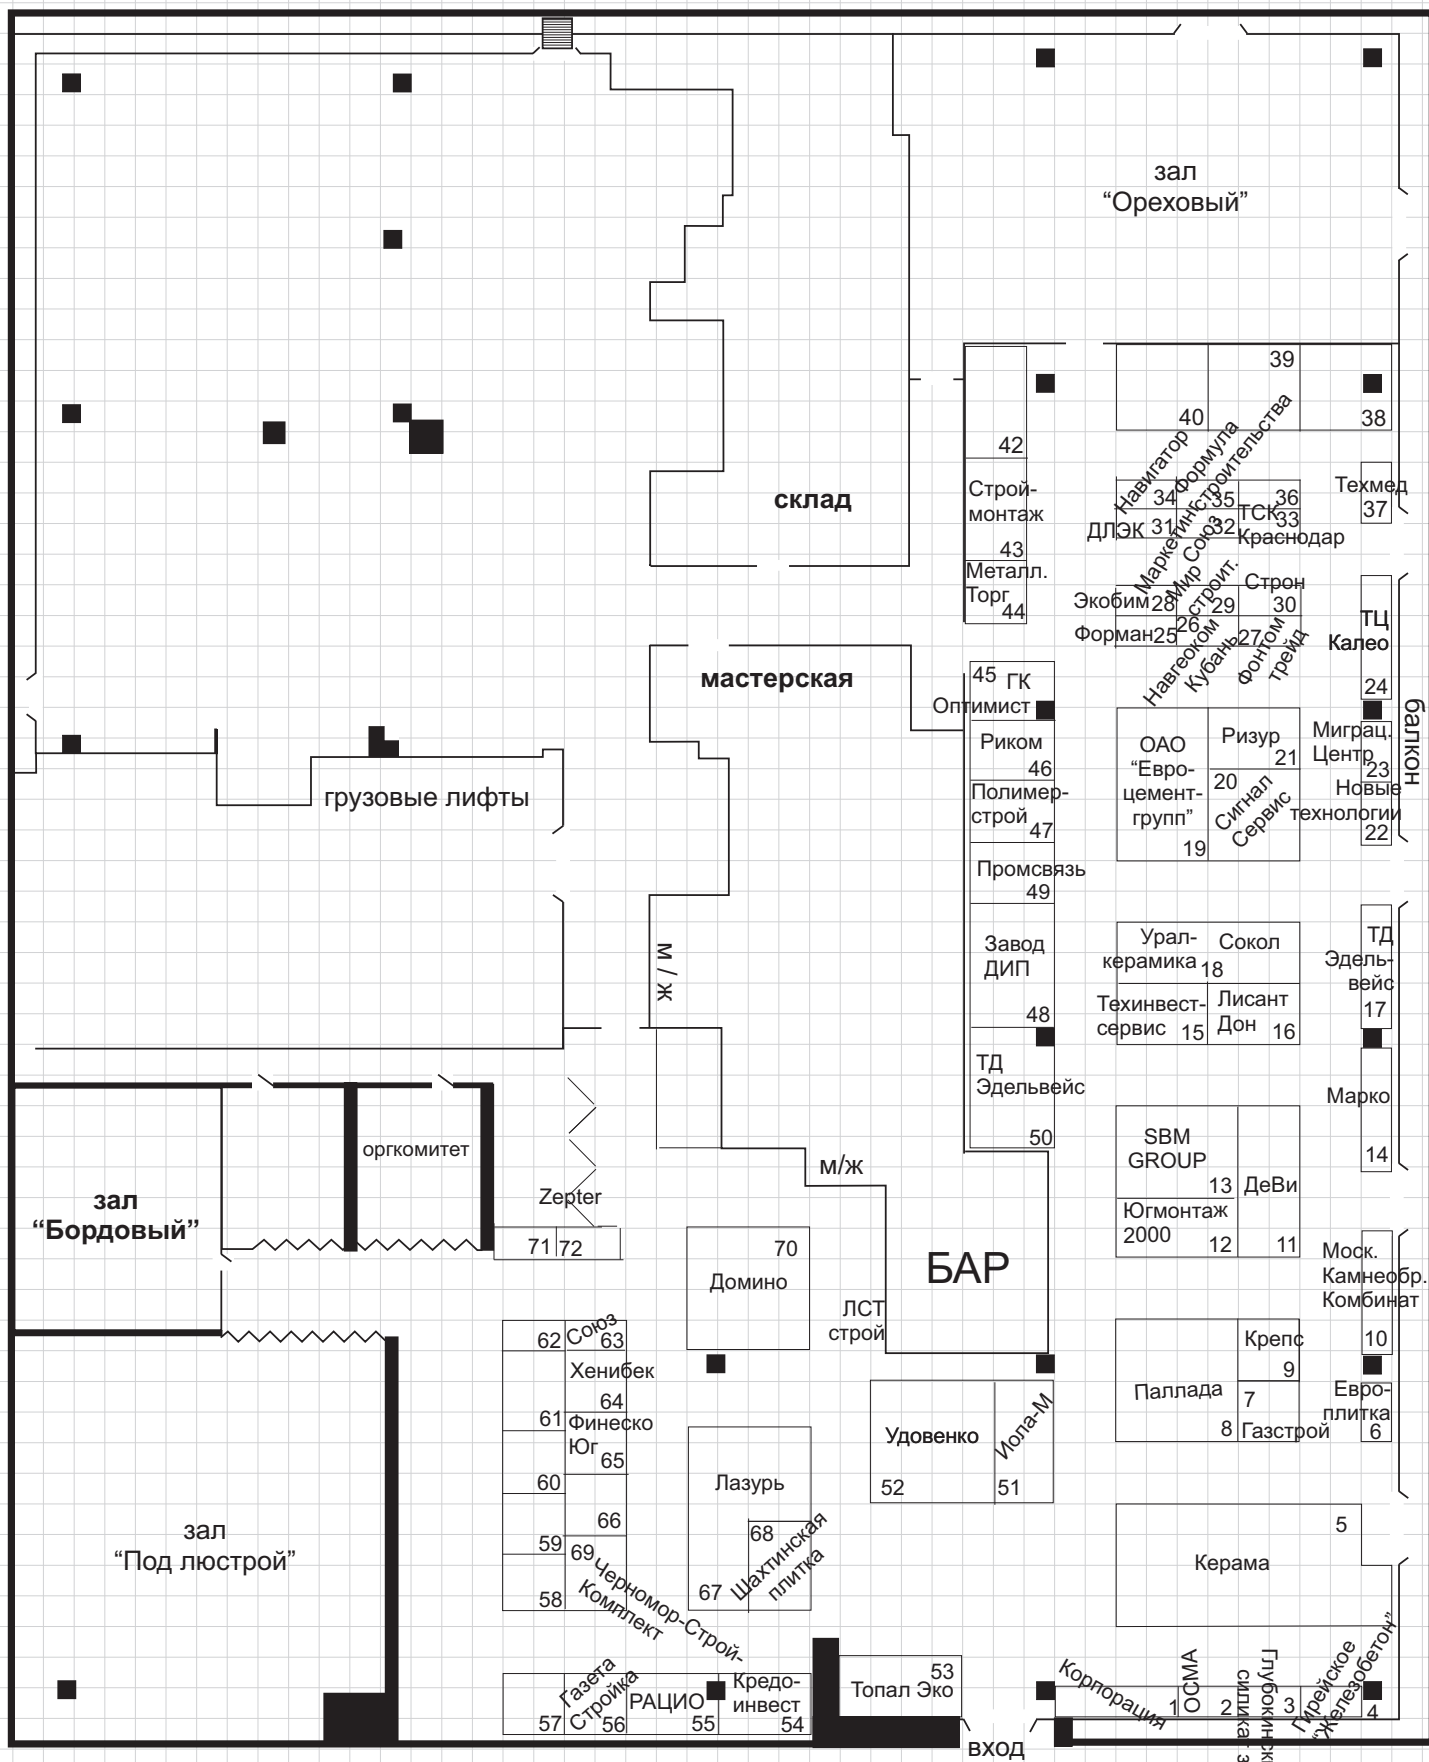 зал
“Ореховый”
39
40
38
42
Навигатор
Формула
строительства
Маркетинг
34
35
36
Техмед
37
Строй-
монтаж
43
ДЛЭК
31
32
ТСК
33
Краснодар
Союз
склад
Металл.
Торг
44
Мир
строит.
Строн
Экобим
28
29
30
Форман
25
26
27
Навгеоком
Кубань
Фонтом
трейд
ТЦ
Калео
24
мастерская
45
ГК
Оптимист
балкон
Риком
46
ОАО
“Евро-
цемент-
групп”
19
Ризур
21
20
Сигнал
Сервис
Миграц.
Центр
23
Новые
технологии
22
грузовые лифты
Полимер-
строй
47
Промсвязь
49
м / ж
Завод
ДИП
48
Урал-
керамика
18
Сокол
ТД
Эдель-
вейс
17
Техинвест-
сервис
15
Лисант
Дон
16
ТД
Эдельвейс
50
Марко
14
оргкомитет
SBM
GROUP
13
ДеВи
11
Югмонтаж
2000
12
м/ж
зал
“Бордовый”
Zepter
71
72
70
Домино
БАР
ЛСТ
строй
Моск.
Камнеобр.
Комбинат
10
62
Союз
63
Хенибек
64
61
Финеско
Юг
65
60
66
59
69
58
Черномор-Строй-
Комплект
Крепс
9
Паллада
8
7
Газстрой
Евро-
плитка
6
Удовенко
52
Иола-М
51
Лазурь
67
68
Шахтинская
плитка
5
Керама
зал
“Под люстрой”
57
Газета
Стройка
56
РАЦИО
55
Кредо-
инвест
54
53
Топал Эко
Корпорация
1
ОСМА
2
3
Гирейское
“Железобетон”
4
вход